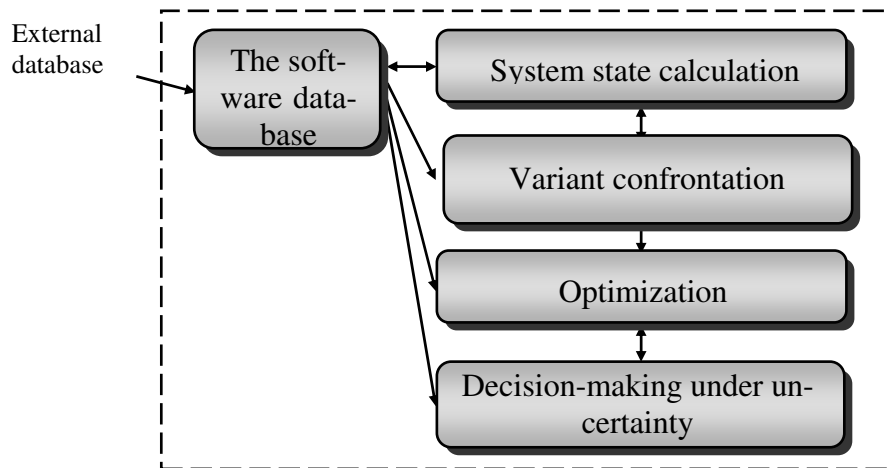 External
database
The soft-
ware data-
base
System state calculation
Variant confrontation
Optimization
Decision-making under un-
certainty